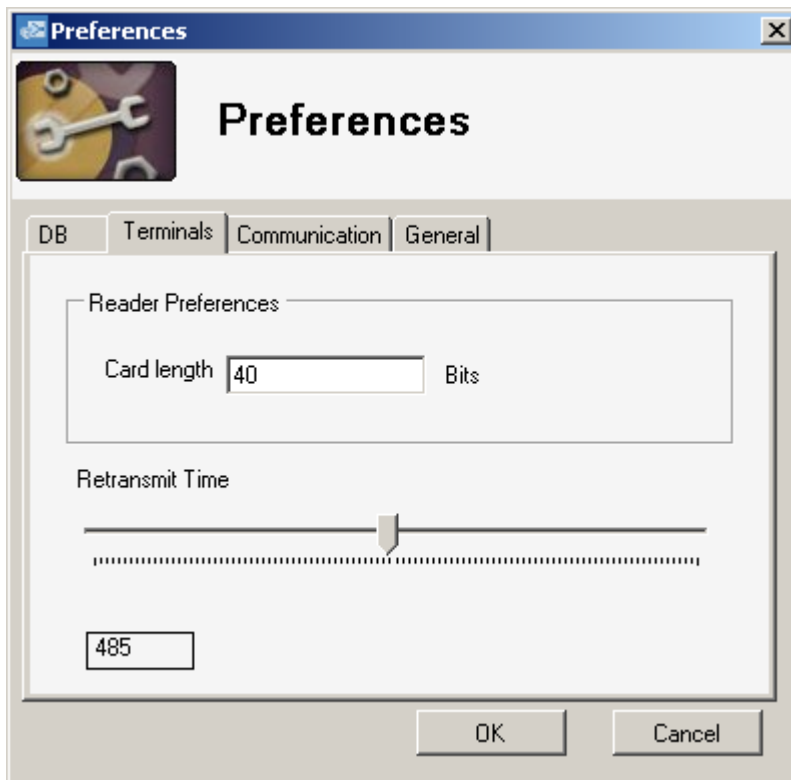 Preferences
Preferences
DB Terminals Communication General
Reader Preferences
Card length 40 Bits
Retransmit Time
485
OK Cancel